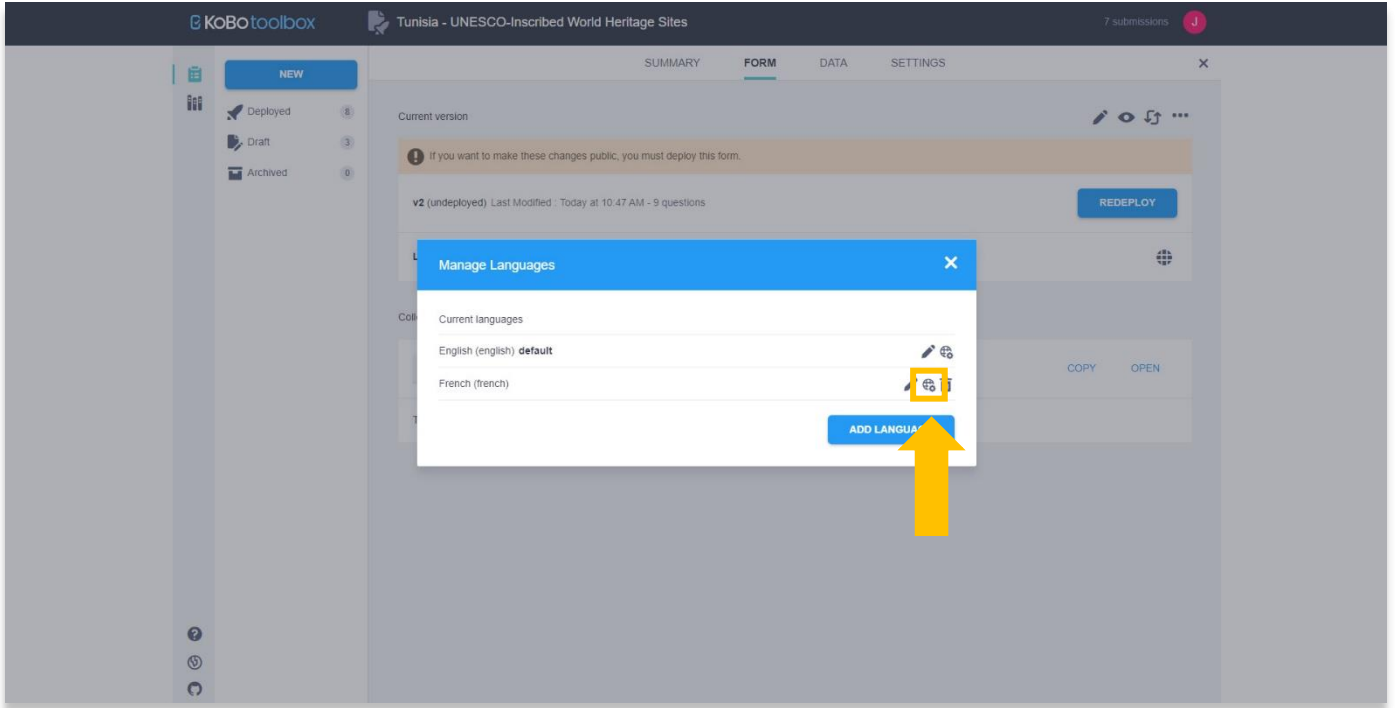 KOBO toolbox
Tunisia - UNESCO-Inscribed World Heritage Sites
7 submissions
J
SUMMARY FORM DATA SETTINGS
NEW
Deployed 8
Draft 3
Archived 0
Current version
If you want to make these changes public, you must deploy this form.
v2 (undeployed) Last Modified : Today at 10:47 AM - 9 questions
REDEPLOY
Manage Languages
Current languages
English (english) default
French (french)
ADD
COPY OPEN